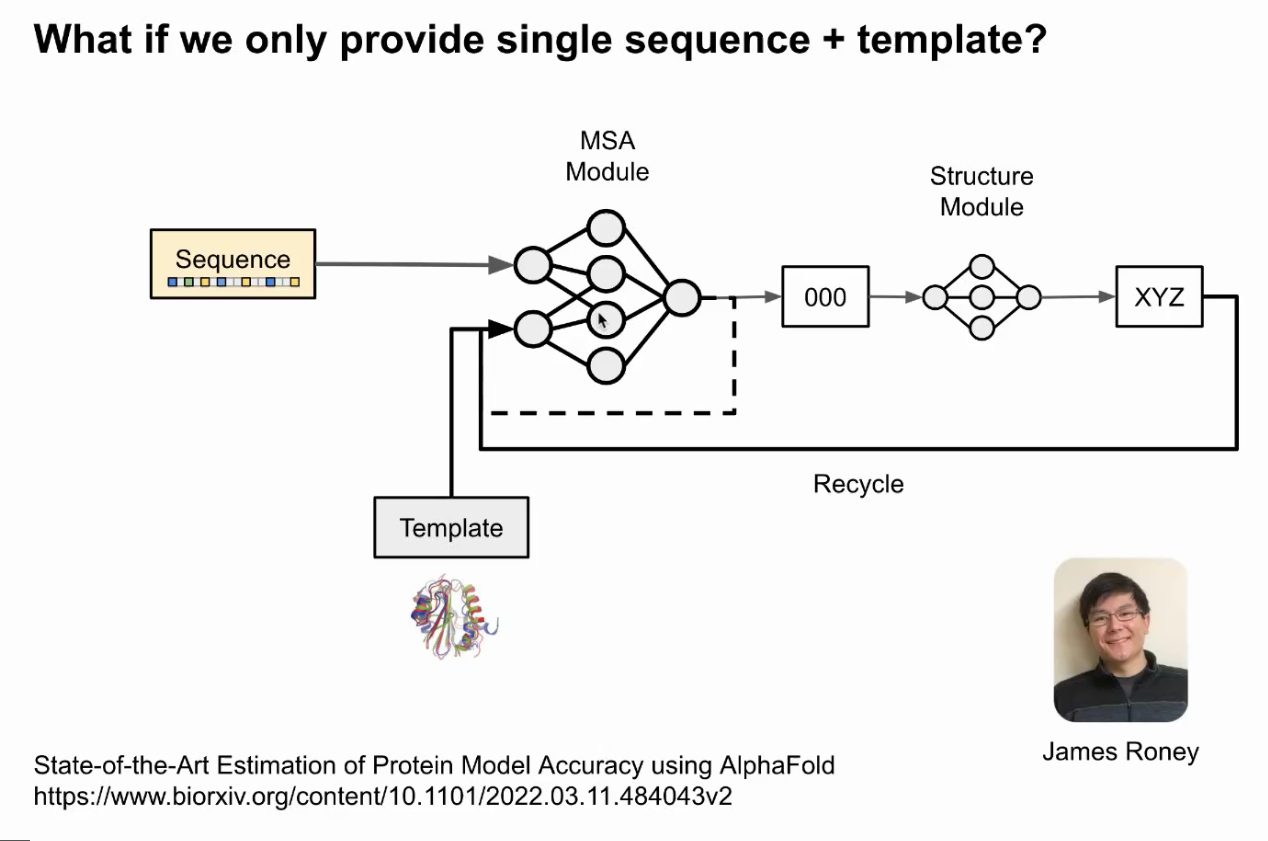 What if we only provide single sequence + template?
MSA
Module
Structure
Module
Sequence
000
XYZ
Recycle
Template
James Roney
State-of-the-Art Estimation of Protein Model Accuracy using AlphaFold
https://www.biorxiv.org/content/10.1101/2022.03.11.484043v2